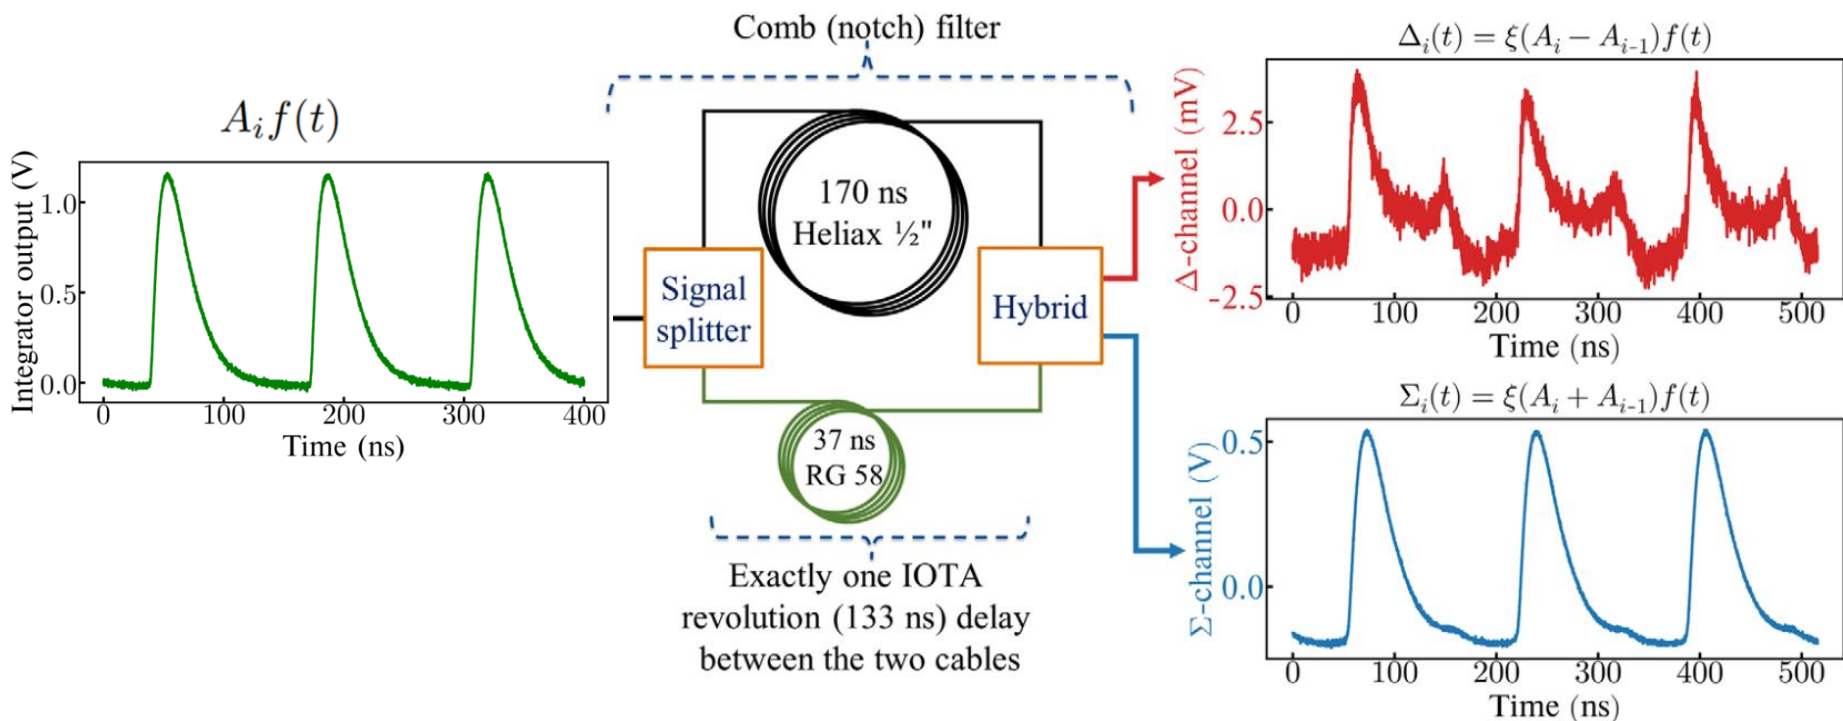 Comb (notch) filter
A_i f(t)
Integrator output (V)
1.0
0.5
0.0
0 100 200 300 400
Time (ns)
170 ns
Heliax ½"
Signal
splitter
Hybrid
37 ns
RG 58
Exactly one IOTA
revolution (133 ns) delay
between the two cables
Δ_i(t) = ξ(A_i − A_{i-1})f(t)
Δ-channel (mV)
2.5
0.0
-2.5
0 100 200 300 400 500
Time (ns)
Σ_i(t) = ξ(A_i + A_{i-1})f(t)
Σ-channel (V)
0.5
0.0
0 100 200 300 400 500
Time (ns)